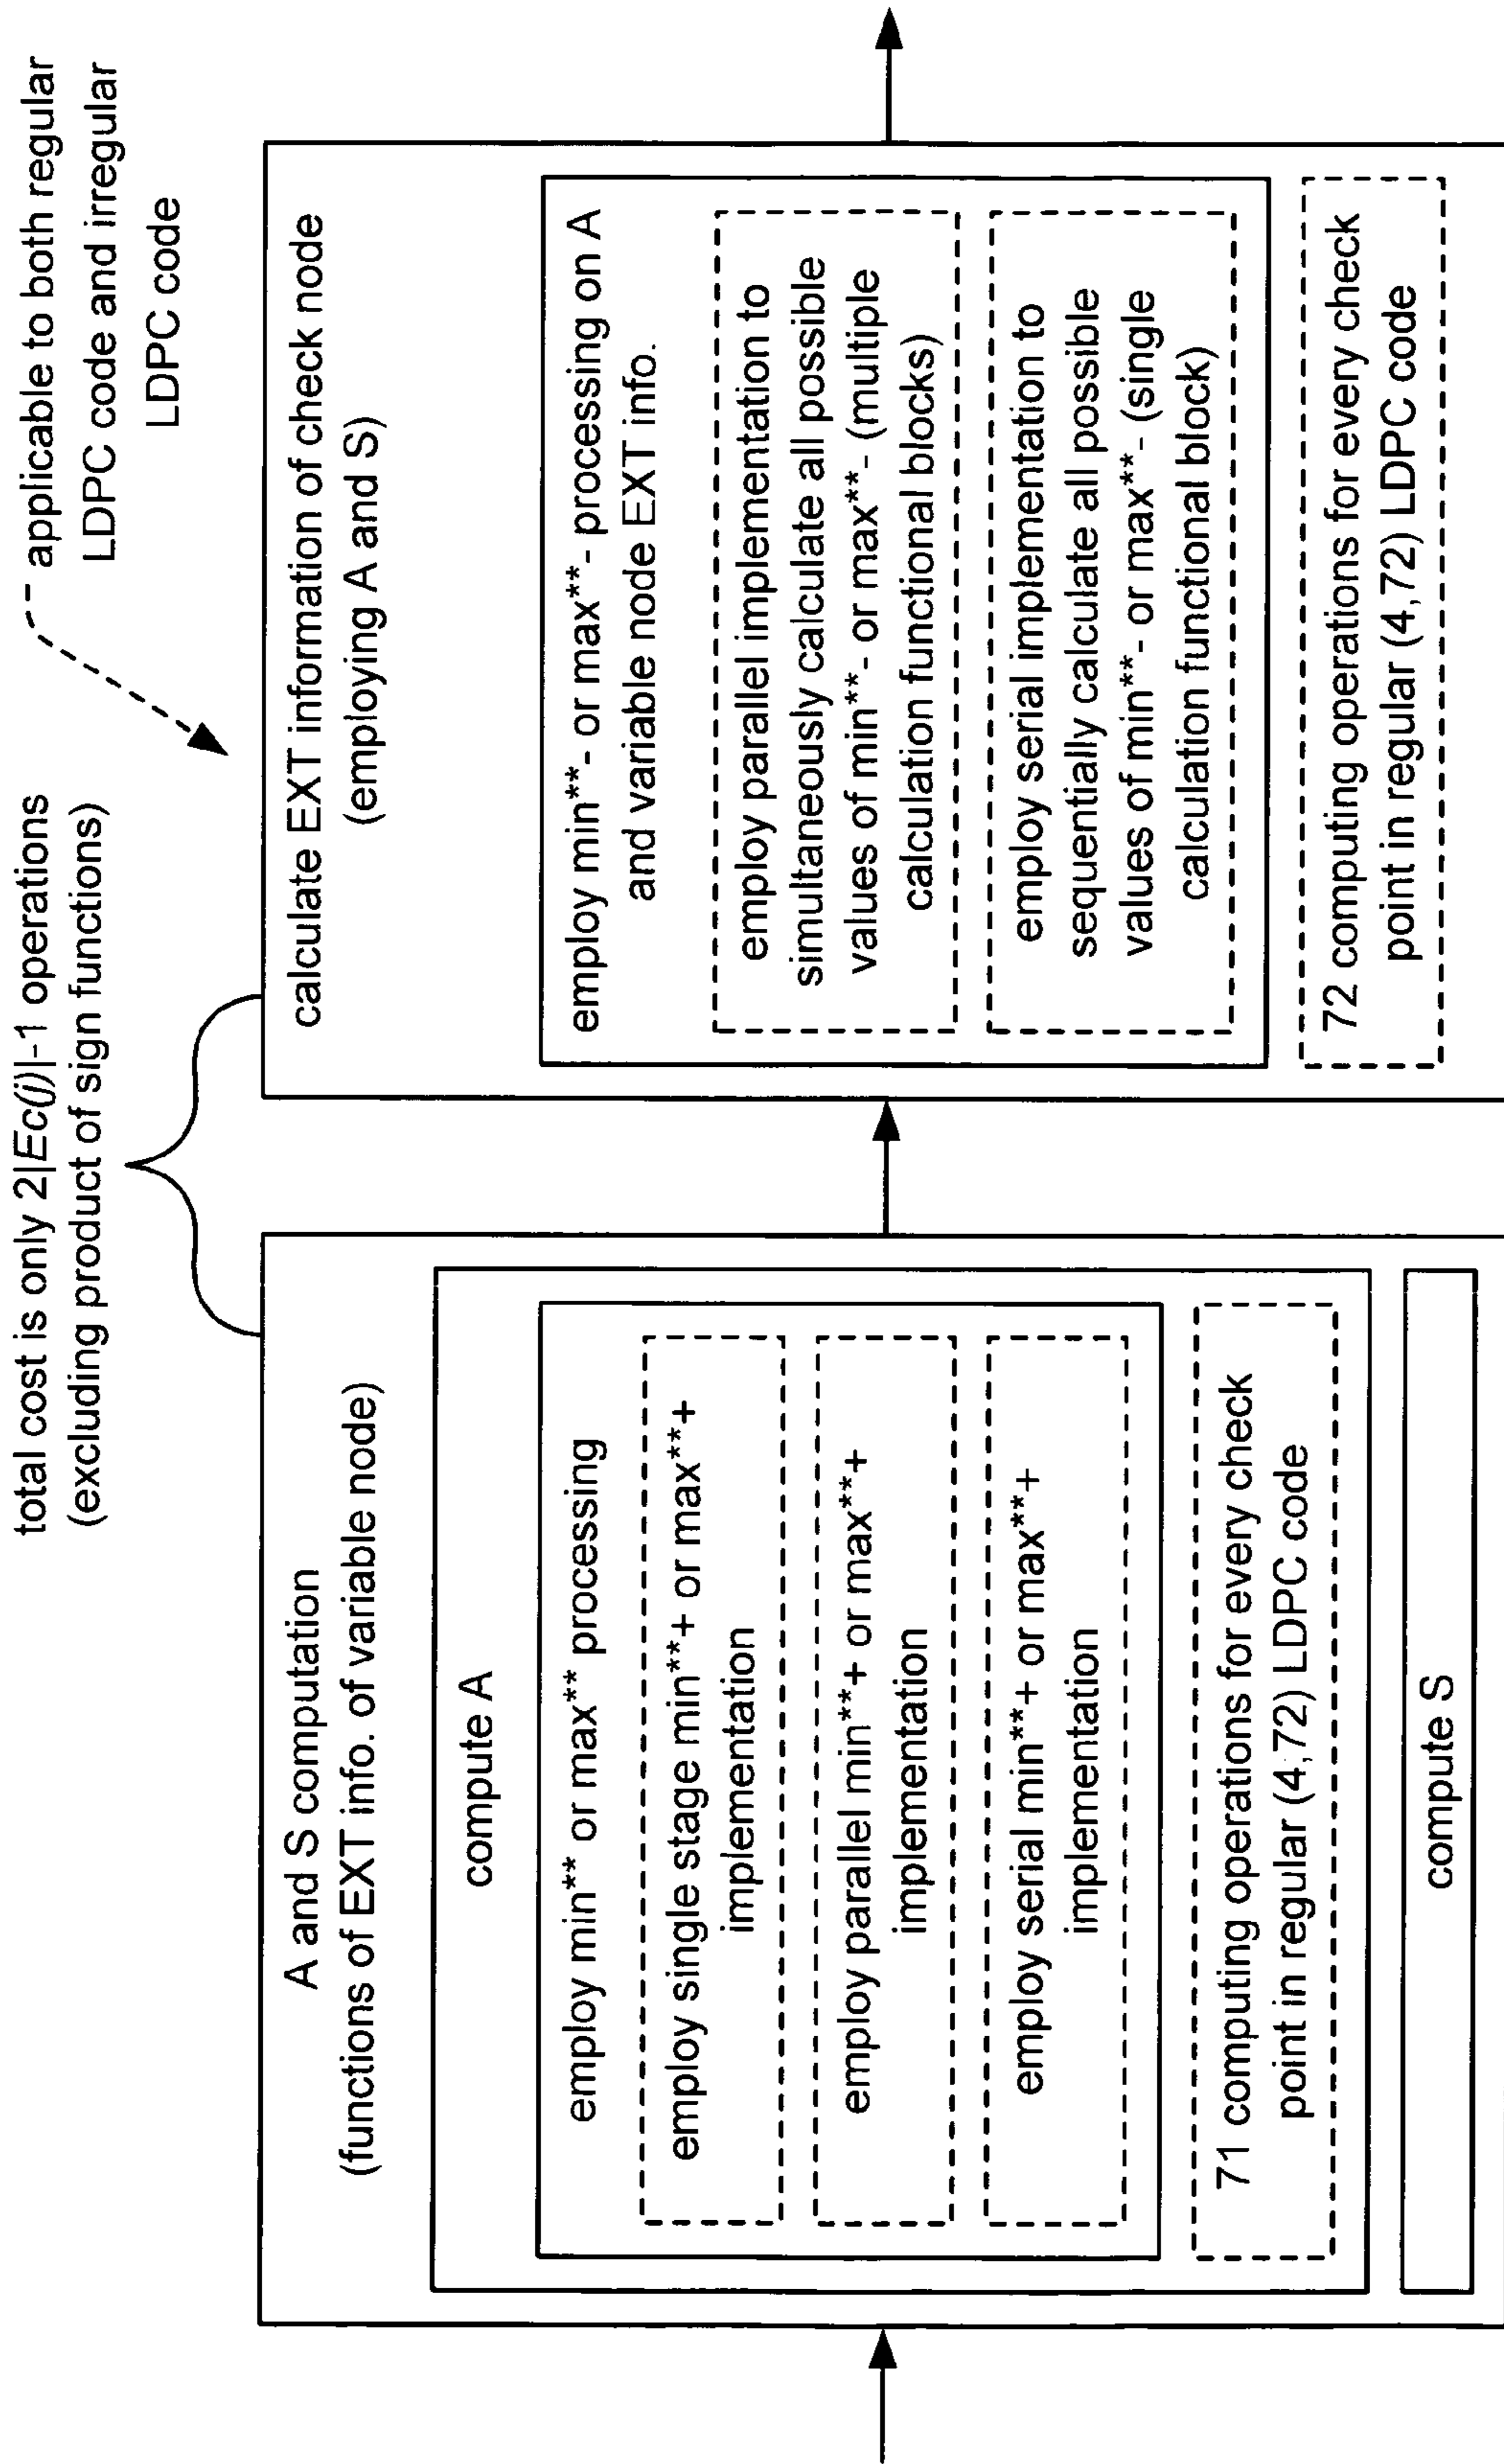 total cost is only 2|Ec(j)|-1 operations
(excluding product of sign functions)
applicable to both regular
LDPC code and irregular
LDPC code
A and S computation
(functions of EXT info. of variable node)
compute A
employ min** or max** processing
employ single stage min**+ or max**+
implementation
employ parallel min**+ or max**+
implementation
employ serial min**+ or max**+
implementation
71 computing operations for every check
point in regular (4,72) LDPC code
compute S
calculate EXT information of check node
(employing A and S)
employ min**- or max**- processing on A
and variable node EXT info.
employ parallel implementation to
simultaneously calculate all possible
values of min**- or max**- (multiple
calculation functional blocks)
employ serial implementation to
sequentially calculate all possible
values of min**- or max**- (single
calculation functional block)
72 computing operations for every check
point in regular (4,72) LDPC code